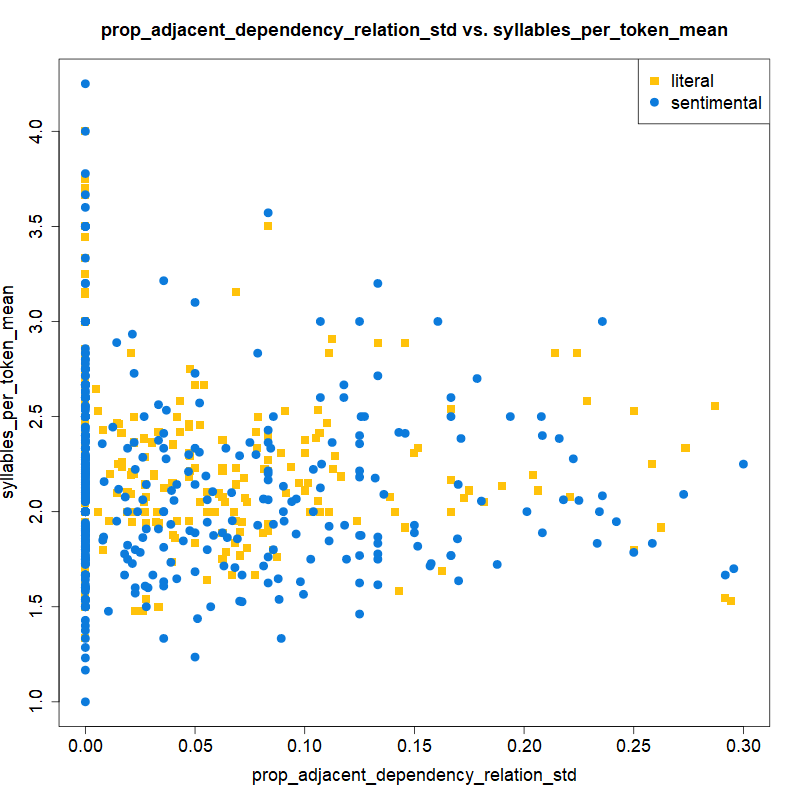 prop_adjacent_dependency_relation_std vs. syllables_per_token_mean
literal
sentimental
syllables_per_token_mean
4.0
3.5
3.0
2.5
2.0
1.5
1.0
0.00 0.05 0.10 0.15 0.20 0.25 0.30
prop_adjacent_dependency_relation_std